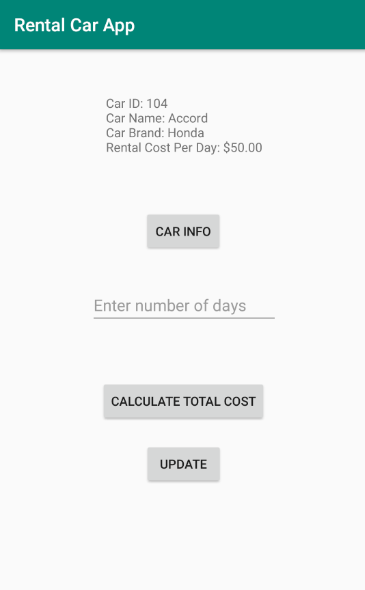 Rental Car App
Car ID: 104
Car Name: Accord
Car Brand: Honda
Rental Cost Per Day: $50.00
CAR INFO
Enter number of days
CALCULATE TOTAL COST
UPDATE